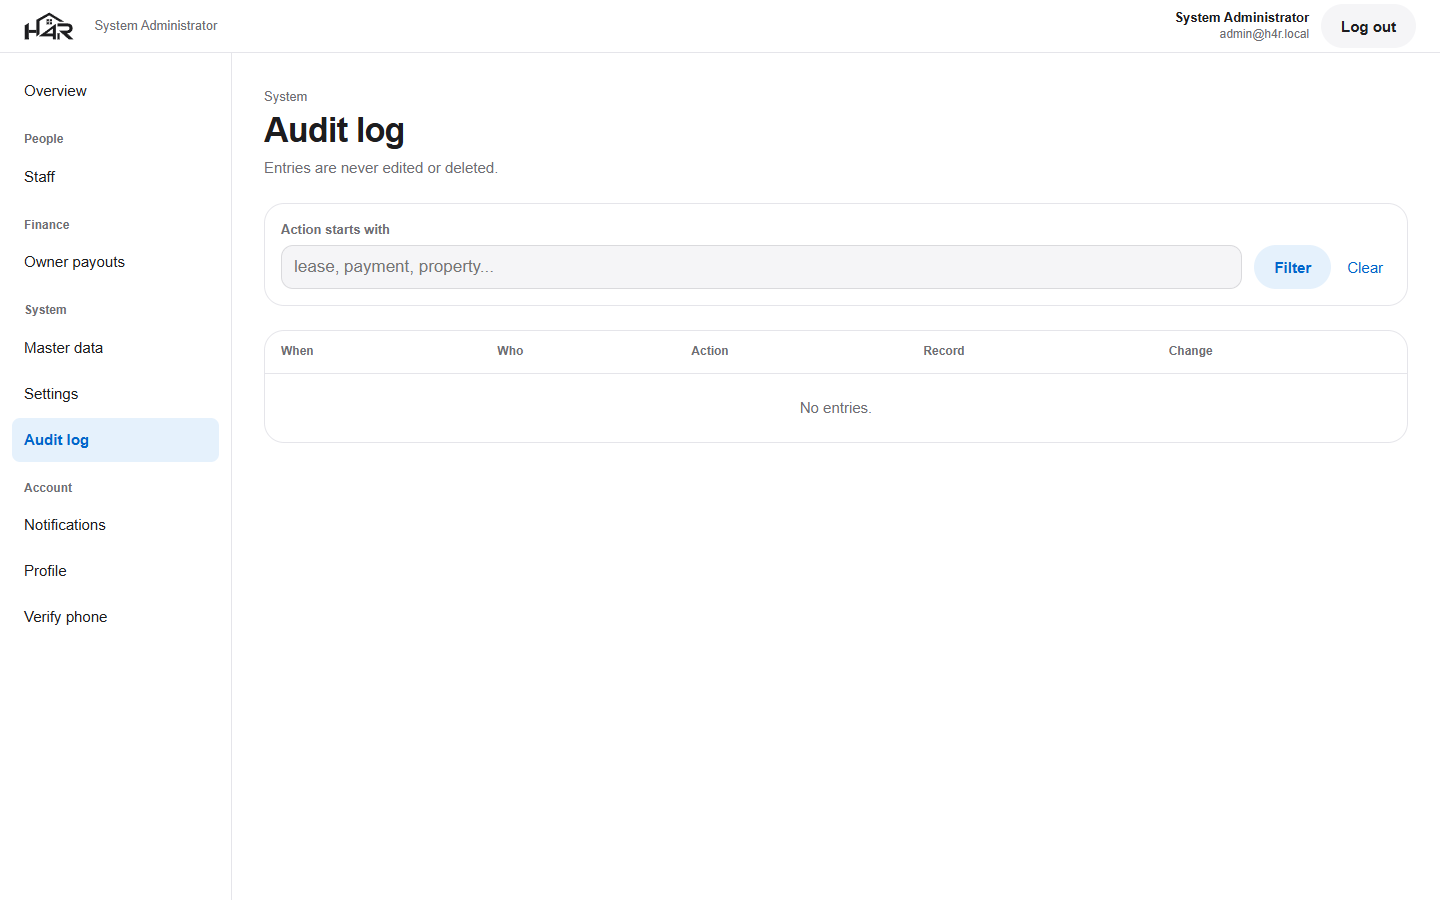 H4R
System Administrator
System Administrator
admin@h4r.local
Log out
Overview
People
Staff
Finance
Owner payouts
System
Master data
Settings
Audit log
Account
Notifications
Profile
Verify phone
System
Audit log
Entries are never edited or deleted.
Action starts with
lease, payment, property...
Filter
Clear
When Who Action Record Change
No entries.